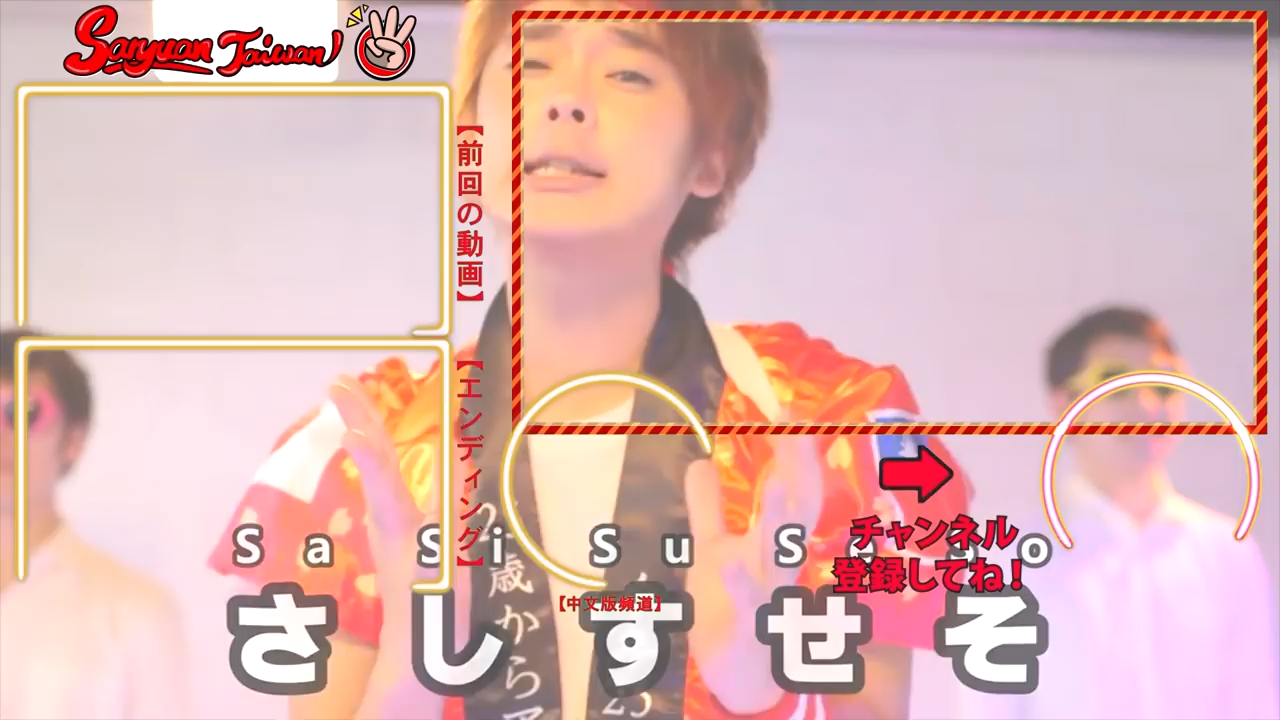 Sanyuan Taiwan
【前回の動画】
【エンディング】
チャンネル
登録してね！
【中文版頻道】
Sa Si Su Se So
さ し す せ そ
歳から